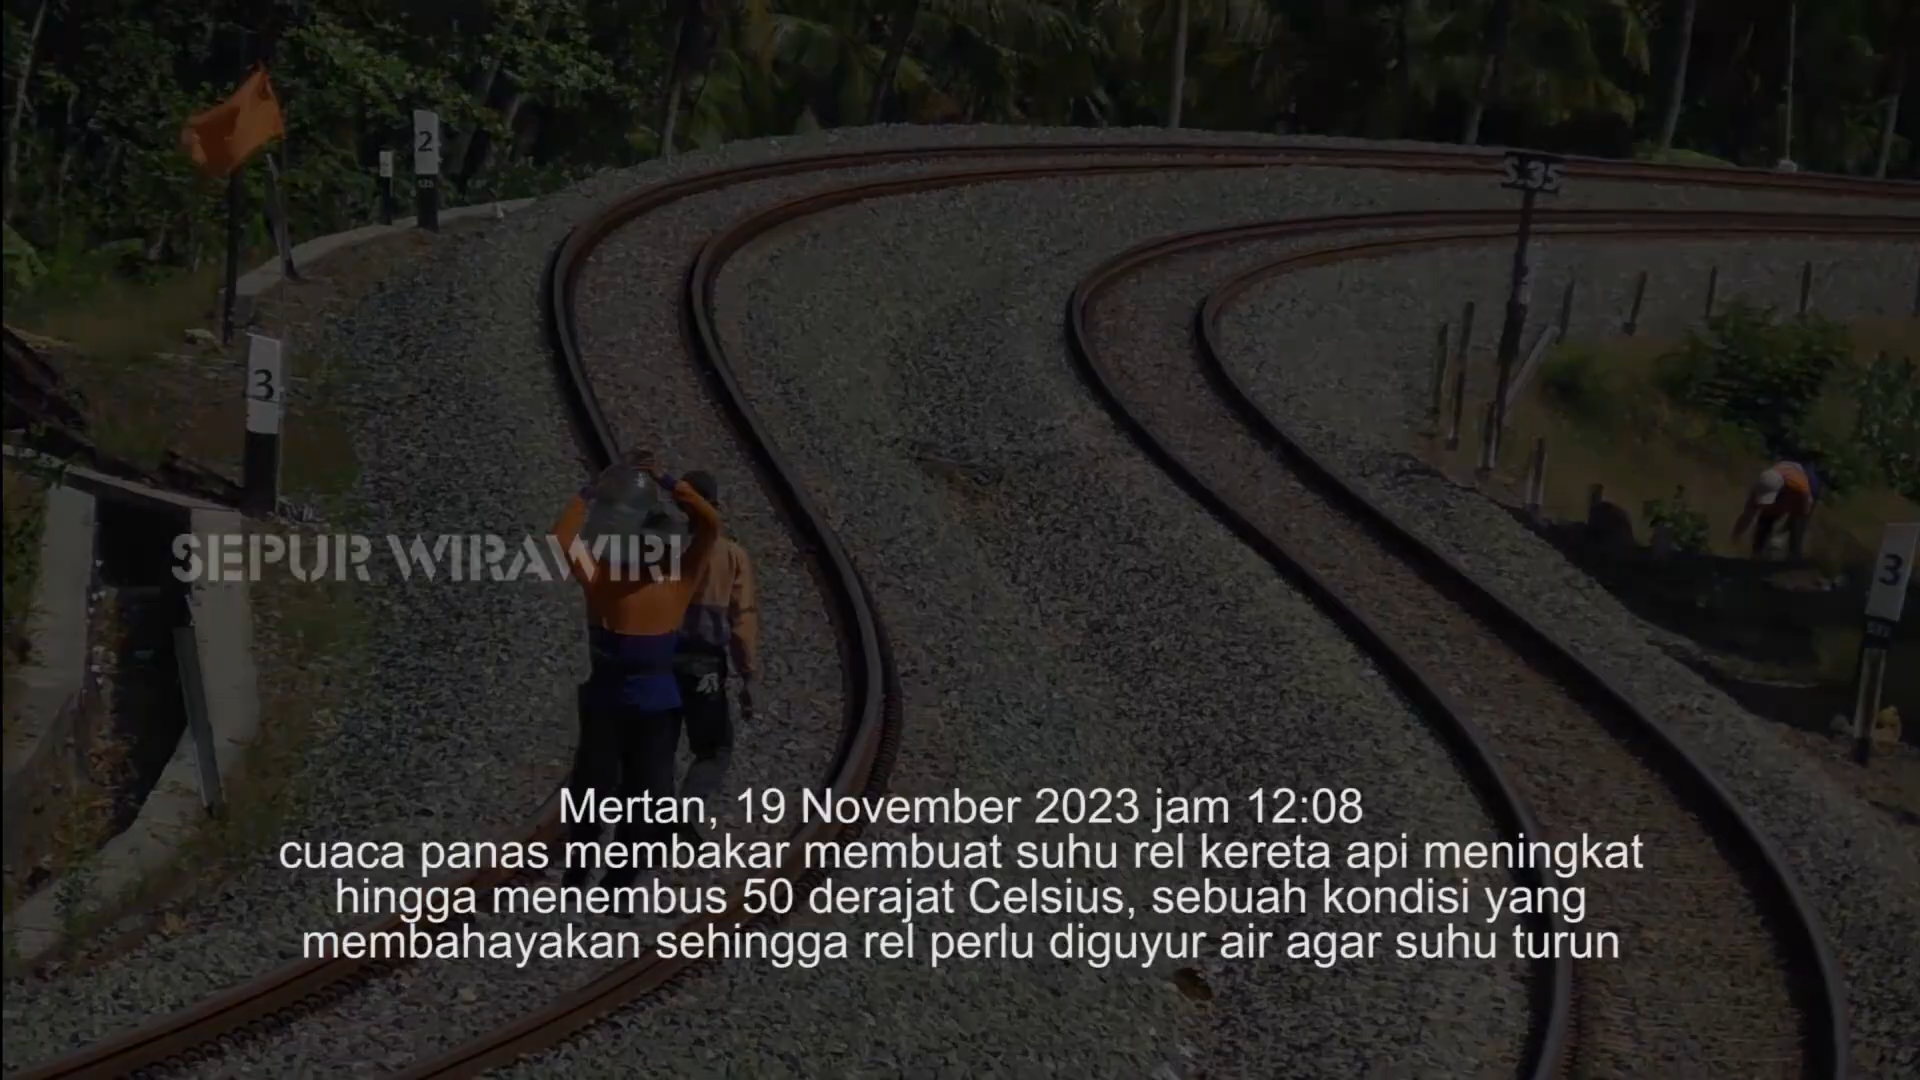 2
3
S.35
SEPUR WIRAWIRI
3
Mertan, 19 November 2023 jam 12:08
cuaca panas membakar membuat suhu rel kereta api meningkat
hingga menembus 50 derajat Celsius, sebuah kondisi yang
membahayakan sehingga rel perlu diguyur air agar suhu turun